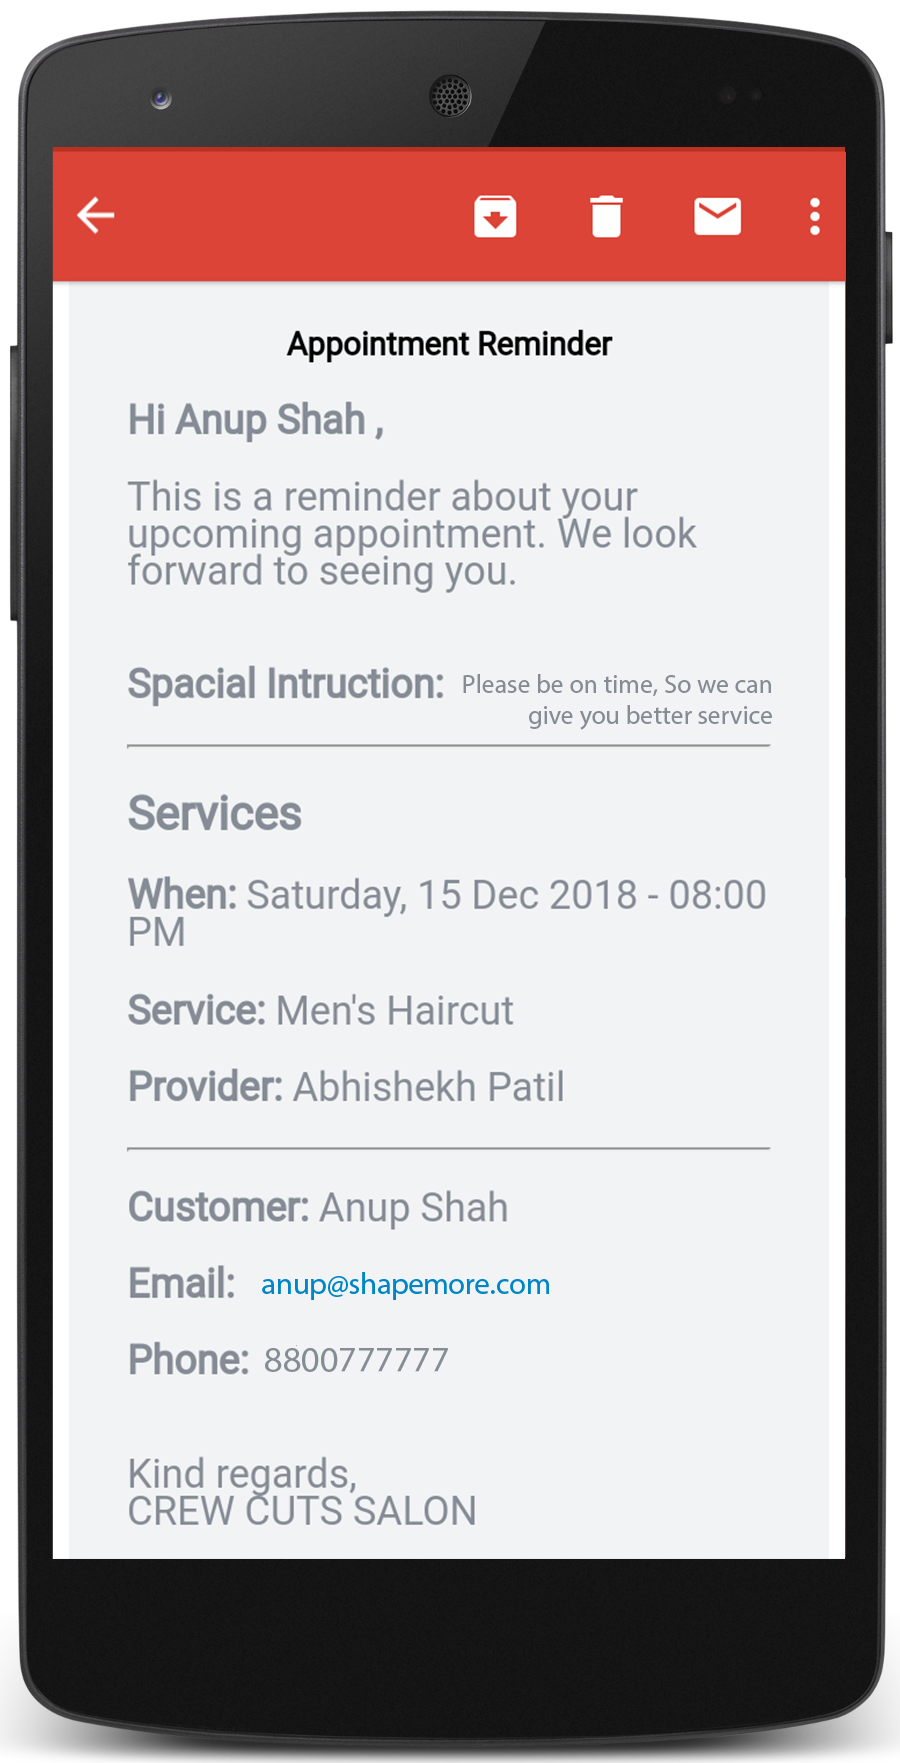 Appointment Reminder
Hi Anup Shah ,
This is a reminder about your
upcoming appointment. We look
forward to seeing you.
Spacial Intruction: Please be on time, So we can
give you better service
Services
When: Saturday, 15 Dec 2018 - 08:00
PM
Service: Men's Haircut
Provider: Abhishekh Patil
Customer: Anup Shah
Email: anup@shapemore.com
Phone: 8800777777
Kind regards,
CREW CUTS SALON